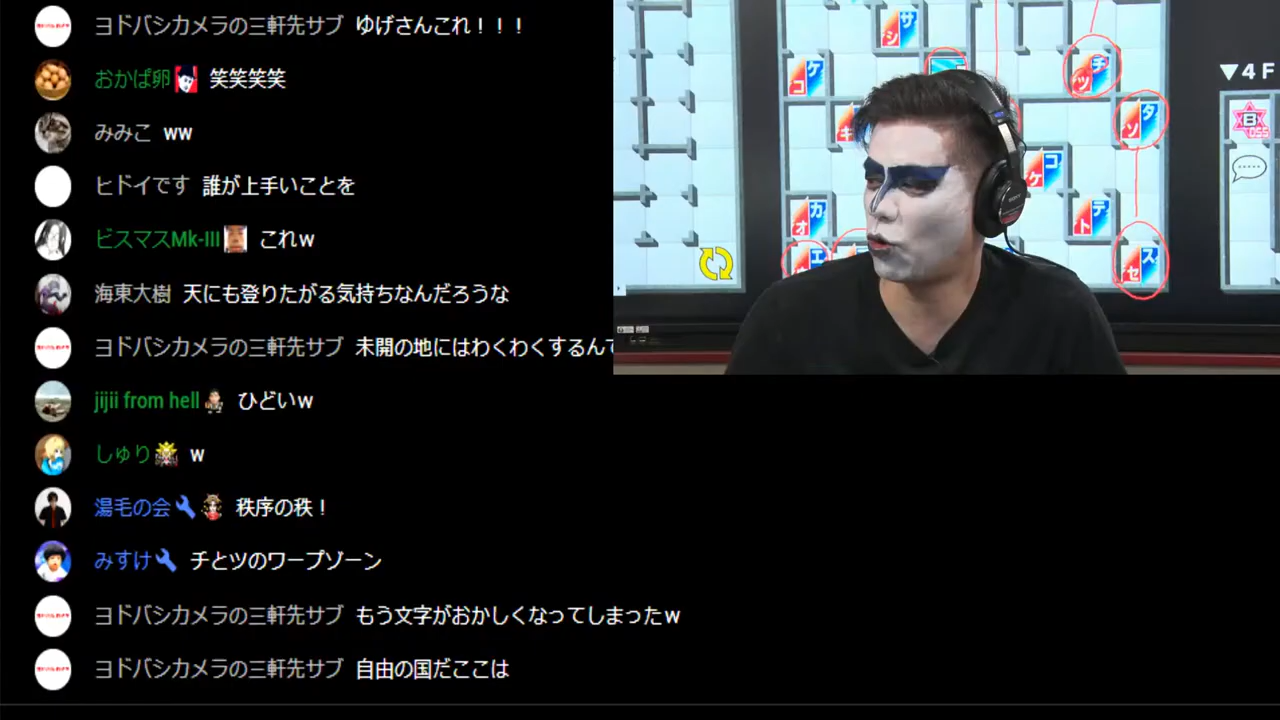 ヨドバシカメラの三軒先サブ ゆげさんこれ！！！
おかぱ卵 笑笑笑笑
みみこ ww
ヒドイです 誰が上手いことを
ビスマスMk-III これw
海東大樹 天にも登りたがる気持ちなんだろうな
ヨドバシカメラの三軒先サブ 未開の地にはわくわくするんで
jijii from hell ひどいw
しゅり w
湯毛の会 秩序の秩！
みすけ チとツのワープゾーン
ヨドバシカメラの三軒先サブ もう文字がおかしくなってしまったw
ヨドバシカメラの三軒先サブ 自由の国だここは
サ
シ
ケ
コ
チ
ツ
▼4F
キ
タ
ソ
B
055
コ
ケ
カ
オ
テ
ト
エ
ス
セ